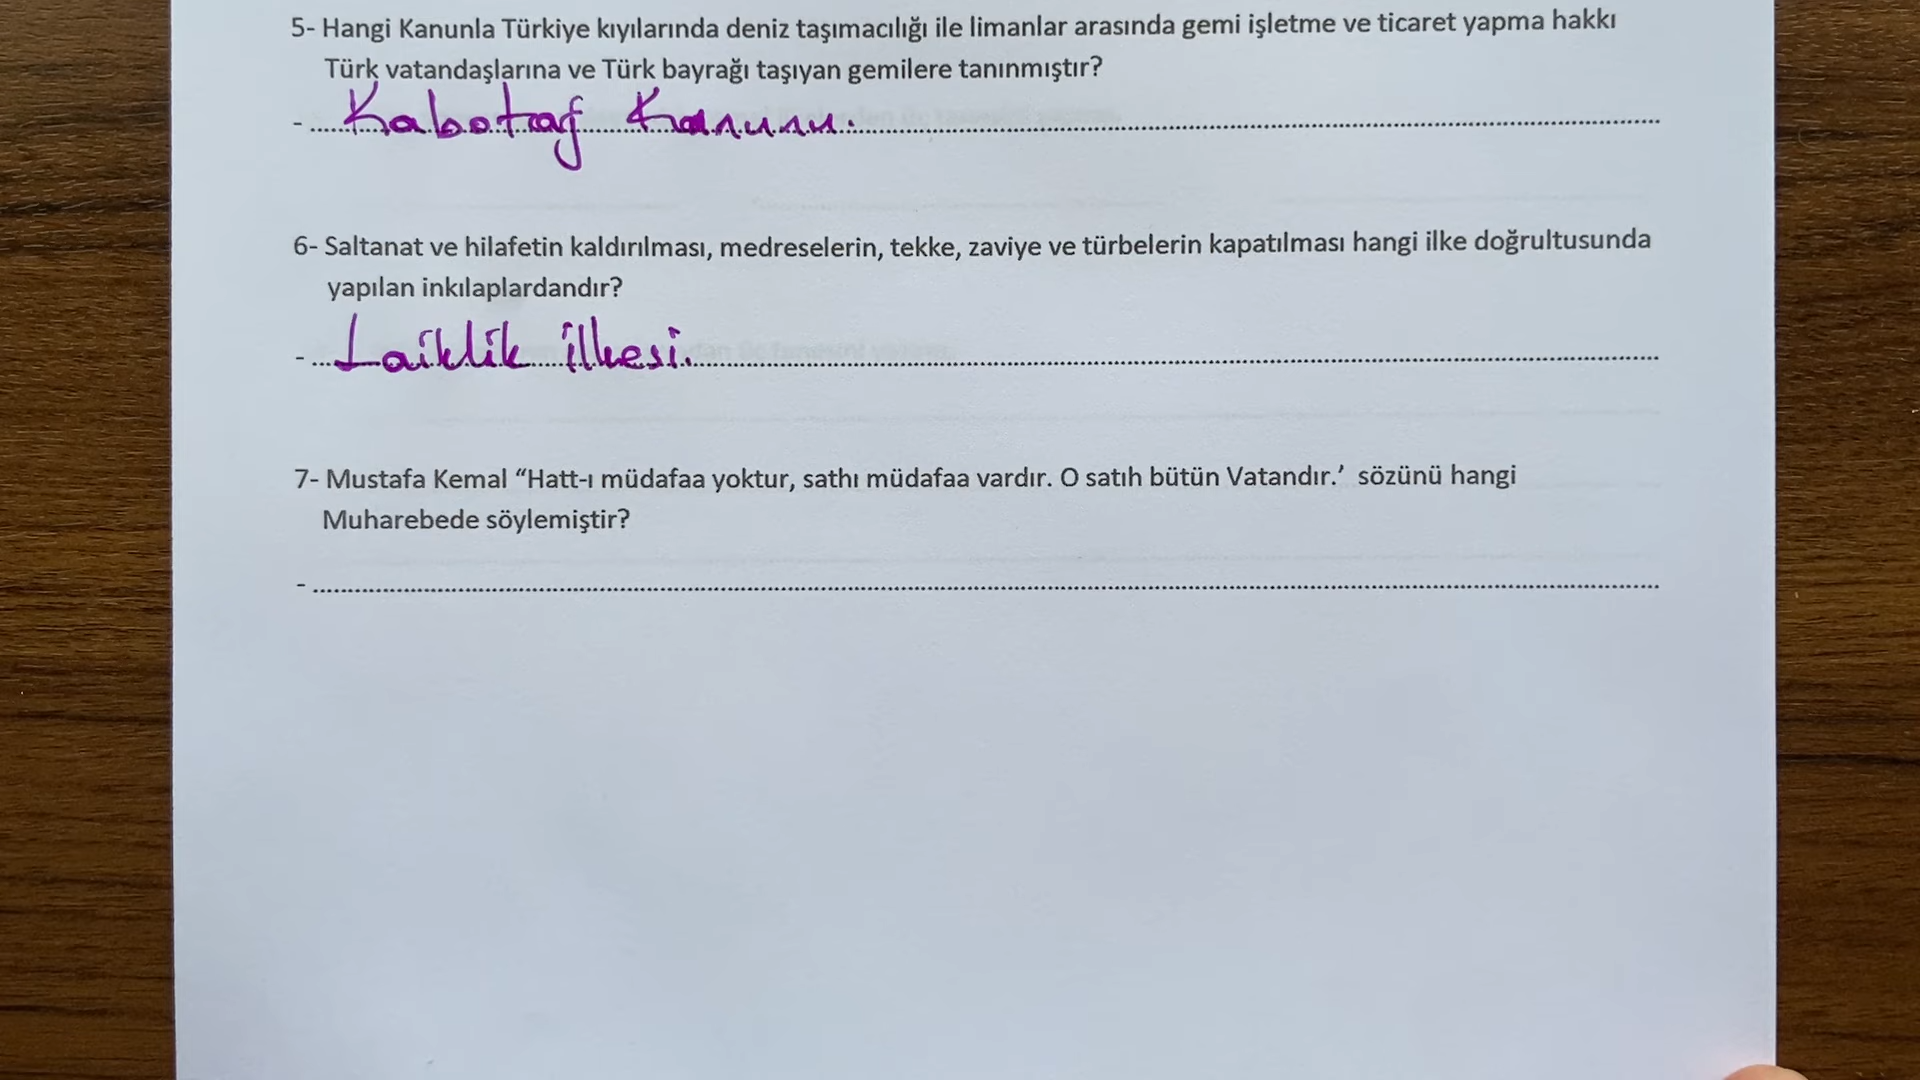 5- Hangi Kanunla Türkiye kıyılarında deniz taşımacılığı ile limanlar arasında gemi işletme ve ticaret yapma hakkı
Türk vatandaşlarına ve Türk bayrağı taşıyan gemilere tanınmıştır?
- Kabotaj Kanunu.
6- Saltanat ve hilafetin kaldırılması, medreselerin, tekke, zaviye ve türbelerin kapatılması hangi ilke doğrultusunda
yapılan inkılaplardandır?
- Laiklik ilkesi.
7- Mustafa Kemal “Hatt-ı müdafaa yoktur, sathı müdafaa vardır. O satıh bütün Vatandır.’ sözünü hangi
Muharebede söylemiştir?
- ........